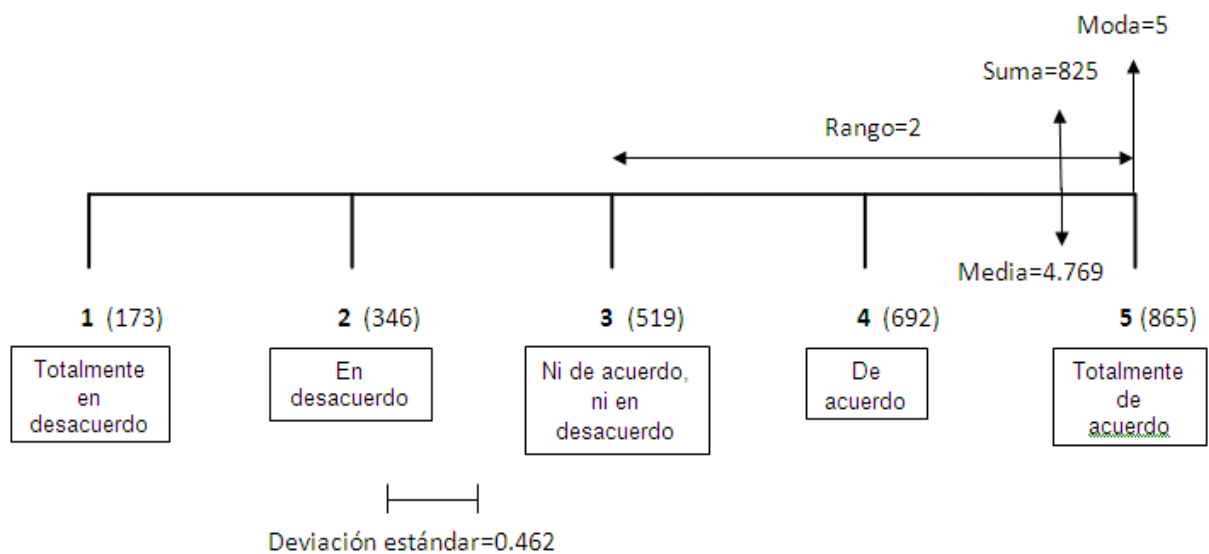 Moda=5
Suma=825
Rango=2
Media=4.769
1 (173)
2 (346)
3 (519)
4 (692)
5 (865)
Totalmente
en
desacuerdo
En
desacuerdo
Ni de acuerdo,
ni en
desacuerdo
De
acuerdo
Totalmente
de
acuerdo
Deviación estándar=0.462